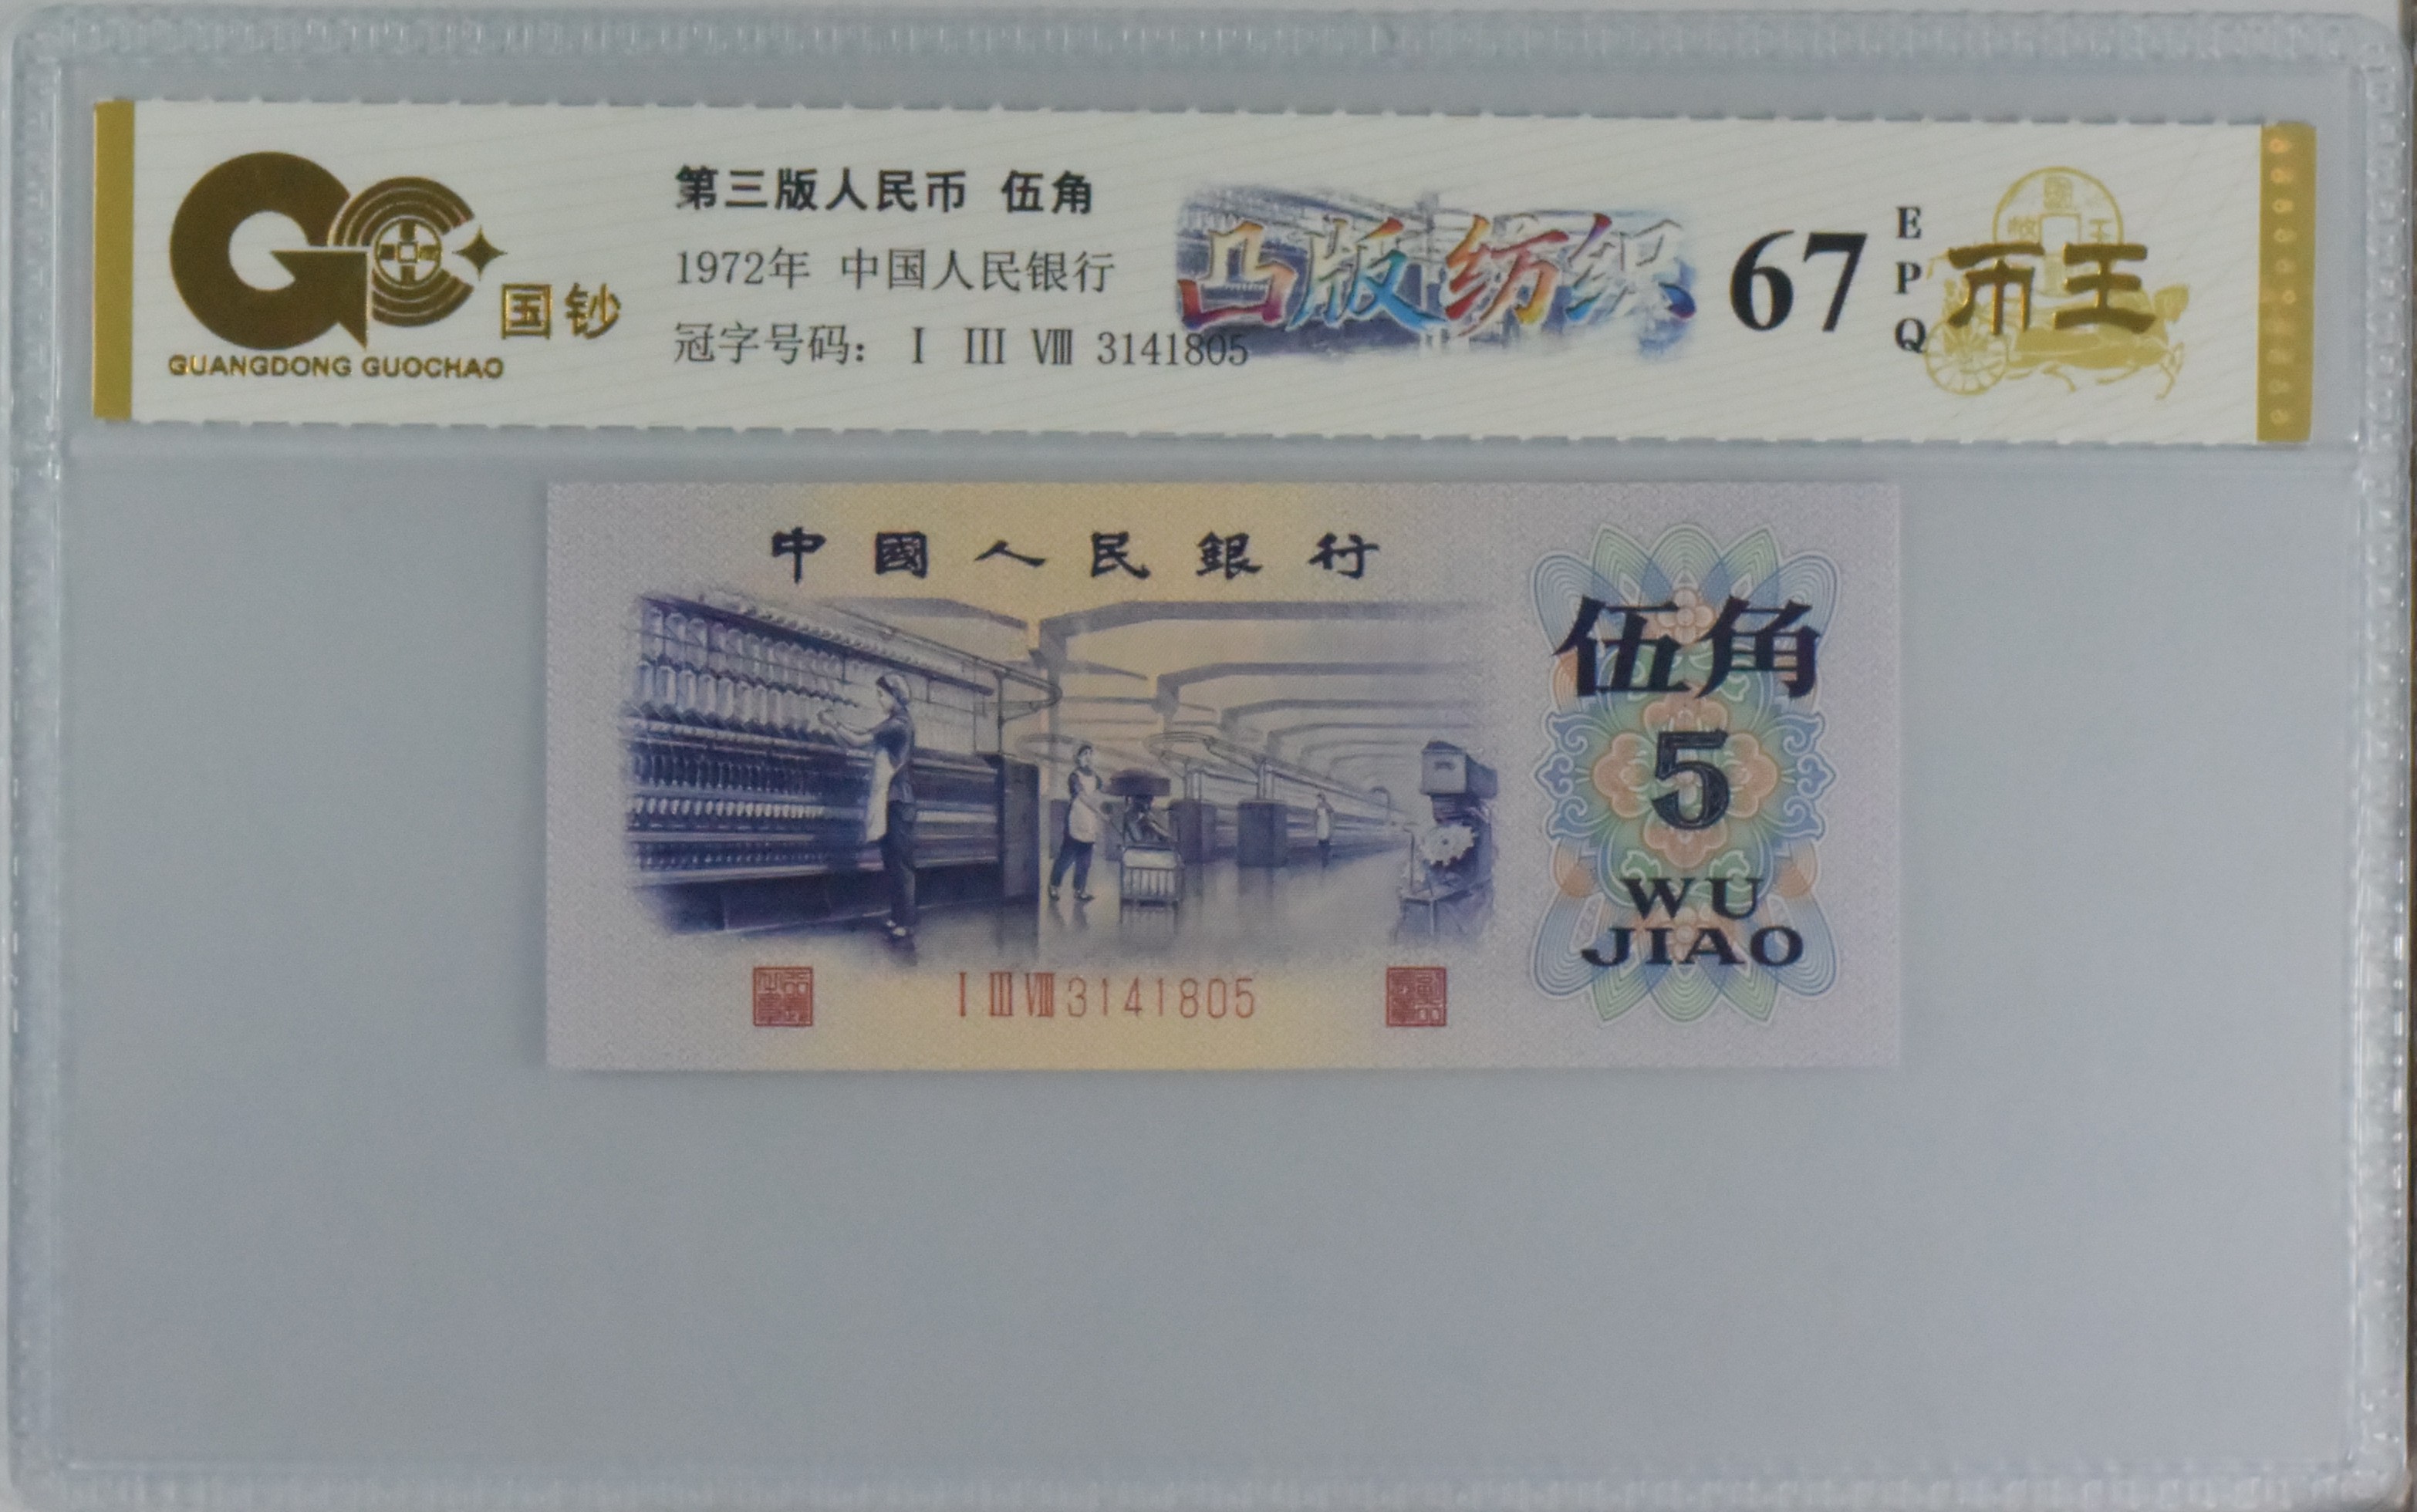 国钞
GUANGDONG GUOCHAO
第三版人民币 伍角
1972年 中国人民银行
冠字号码： Ⅰ Ⅲ Ⅷ 3141805
凸版纺织
67
EPQ
币王
中國人民銀行
伍角
5
WU
JIAO
Ⅰ Ⅲ Ⅷ 3141805